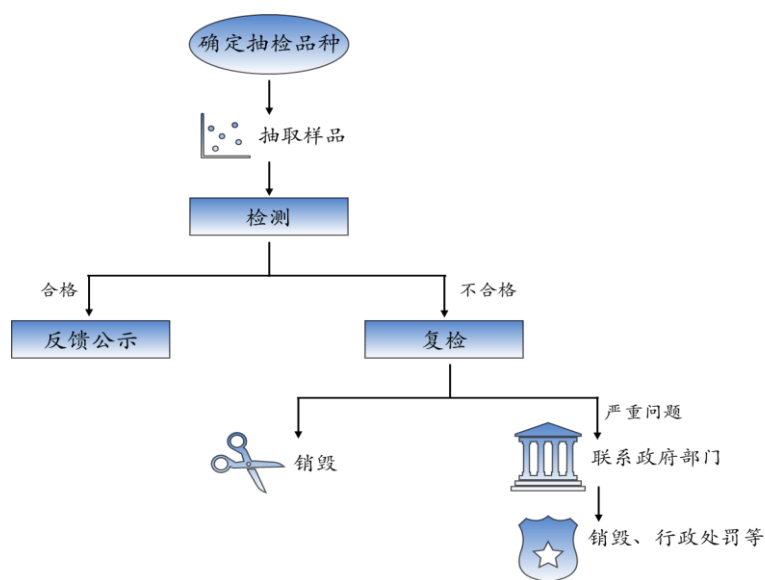 确定抽检品种
抽取样品
检测
合格
不合格
反馈公示
复检
严重问题
销毁
联系政府部门
销毁、行政处罚等